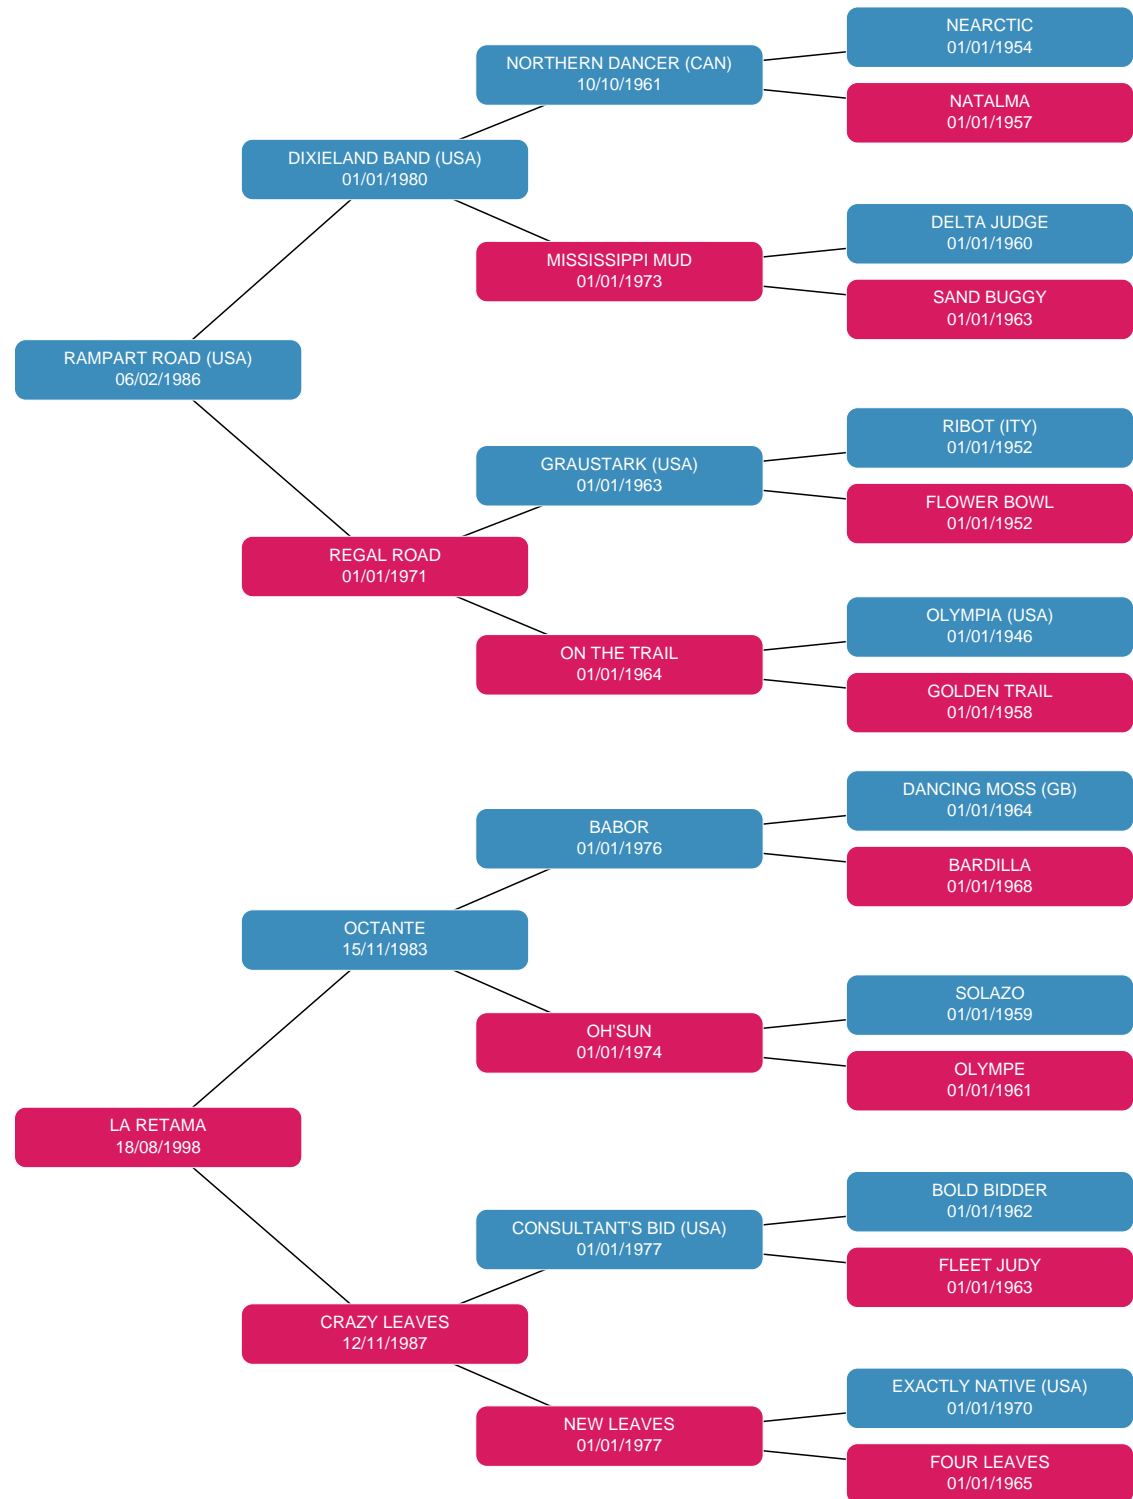 NEARCTIC
01/01/1954
NORTHERN DANCER (CAN)
10/10/1961
NATALMA
01/01/1957
DIXIELAND BAND (USA)
01/01/1980
DELTA JUDGE
01/01/1960
MISSISSIPPI MUD
01/01/1973
SAND BUGGY
01/01/1963
RAMPART ROAD (USA)
06/02/1986
RIBOT (ITY)
01/01/1952
GRAUSTARK (USA)
01/01/1963
FLOWER BOWL
01/01/1952
REGAL ROAD
01/01/1971
OLYMPIA (USA)
01/01/1946
ON THE TRAIL
01/01/1964
GOLDEN TRAIL
01/01/1958
DANCING MOSS (GB)
01/01/1964
BABOR
01/01/1976
BARDILLA
01/01/1968
OCTANTE
15/11/1983
SOLAZO
01/01/1959
OH'SUN
01/01/1974
OLYMPE
01/01/1961
LA RETAMA
18/08/1998
BOLD BIDDER
01/01/1962
CONSULTANT'S BID (USA)
01/01/1977
FLEET JUDY
01/01/1963
CRAZY LEAVES
12/11/1987
EXACTLY NATIVE (USA)
01/01/1970
NEW LEAVES
01/01/1977
FOUR LEAVES
01/01/1965